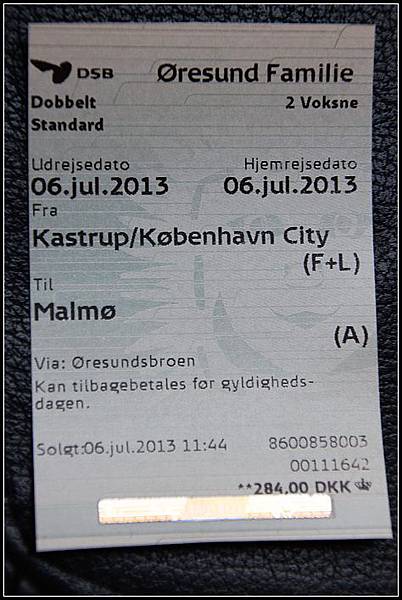 DSB Øresund Familie
Dobbelt 2 Voksne
Standard
Udrejsedato Hjemrejsedato
06.jul.2013 06.jul.2013
Fra
Kastrup/København City
(F+L)
Til
Malmø
(A)
Via: Øresundsbroen
Kan tilbagebetales før gyldigheds-
dagen.
Solgt:06.jul.2013 11:44 8600858003
00111642
**284,00 DKK